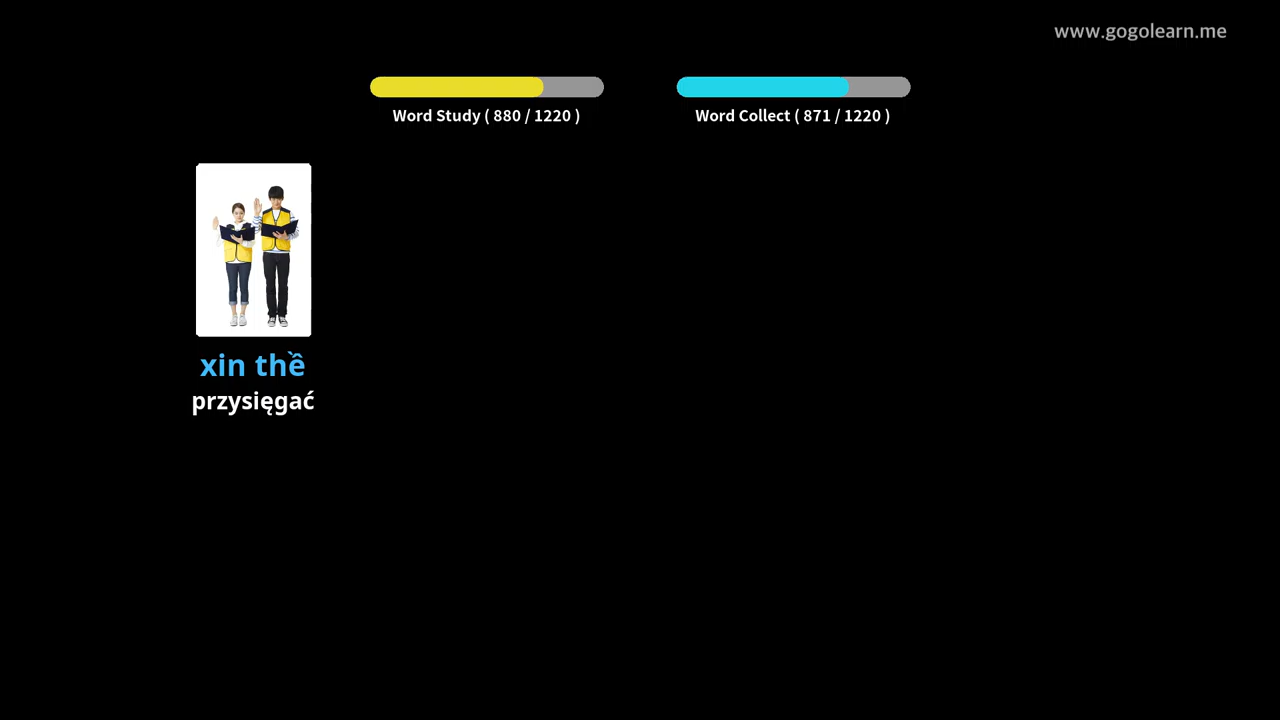 www.gogolearn.me
Word Study ( 880 / 1220 )
Word Collect ( 871 / 1220 )
xin thề
przysięgać